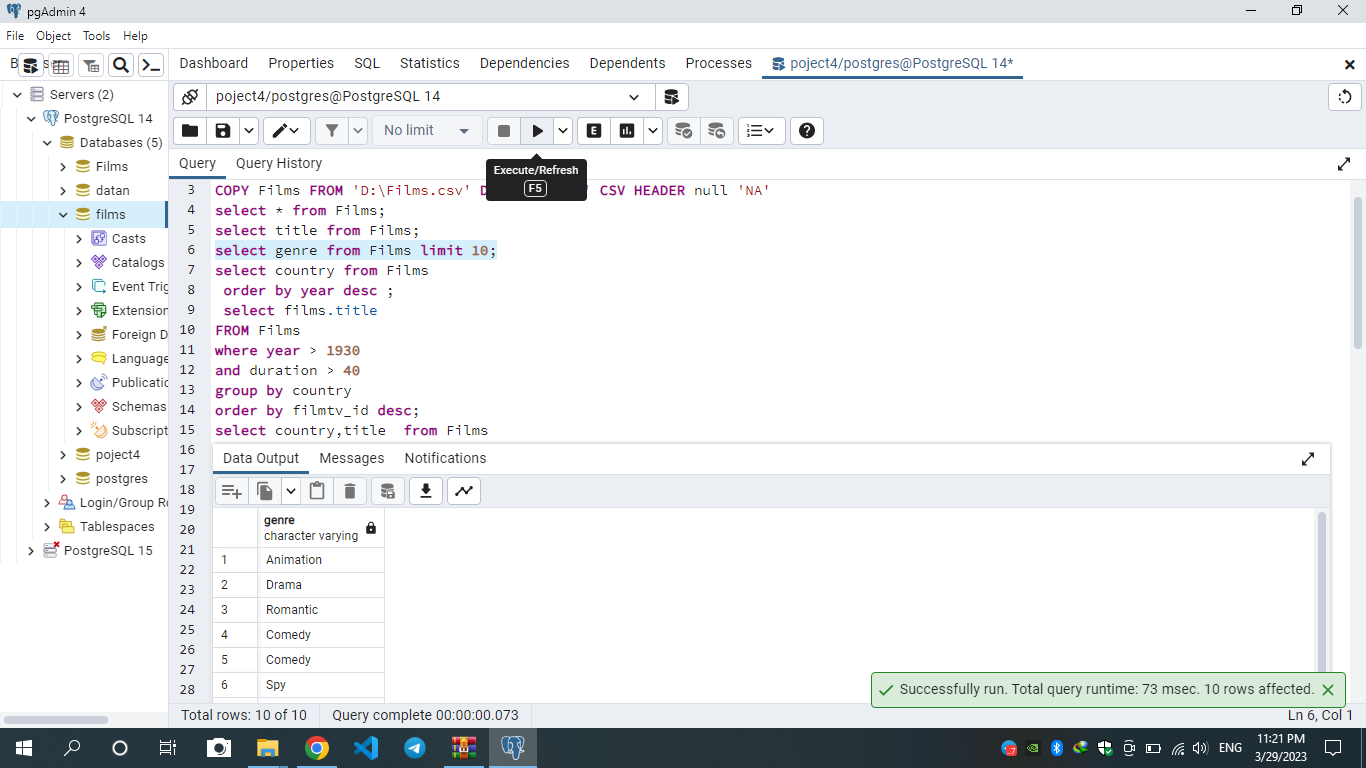 pgAdmin 4
File Object Tools Help
Dashboard Properties SQL Statistics Dependencies Dependents Processes poject4/postgres@PostgreSQL 14*
poject4/postgres@PostgreSQL 14
No limit
E
Query Query History
Execute/Refresh
F5
Servers (2)
PostgreSQL 14
Databases (5)
Films
datan
films
Casts
Catalogs
Event Trig
Extension
Foreign D
Language
Publicatic
Schemas
Subscript
poject4
postgres
Login/Group Ro
Tablespaces
PostgreSQL 15
3 COPY Films FROM 'D:\Films.csv' D ' CSV HEADER null 'NA'
4 select * from Films;
5 select title from Films;
6 select genre from Films limit 10;
7 select country from Films
8 order by year desc ;
9 select films.title
10 FROM Films
11 where year > 1930
12 and duration > 40
13 group by country
14 order by filmtv_id desc;
15 select country,title  from Films
16
17
18
19
20
21
22
23
24
25
26
27
28
Data Output Messages Notifications
genre
character varying
1 Animation
2 Drama
3 Romantic
4 Comedy
5 Comedy
6 Spy
Successfully run. Total query runtime: 73 msec. 10 rows affected.
Total rows: 10 of 10 Query complete 00:00:00.073 Ln 6, Col 1
ENG
11:21 PM
3/29/2023